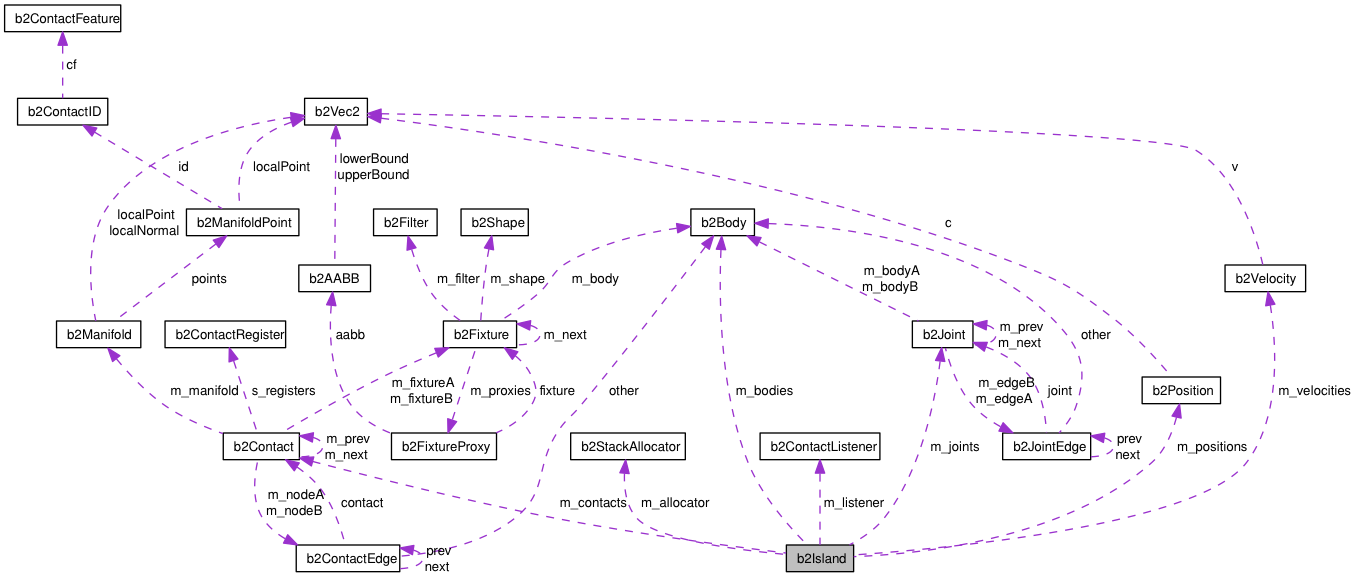 b2ContactFeature
cf
b2ContactID
b2Vec2
id
localPoint
lowerBound
upperBound
v
localPoint
localNormal
b2ManifoldPoint
b2Filter
b2Shape
b2Body
c
points
b2AABB
m_filter
m_shape
m_body
m_bodyA
m_bodyB
b2Velocity
b2Manifold
b2ContactRegister
aabb
b2Fixture
m_next
b2Joint
m_prev
m_next
other
m_manifold
s_registers
m_fixtureA
m_fixtureB
m_proxies
fixture
other
m_bodies
m_edgeB
m_edgeA
joint
b2Position
m_velocities
b2Contact
m_prev
m_next
b2FixtureProxy
b2StackAllocator
b2ContactListener
m_joints
b2JointEdge
prev
next
m_positions
m_nodeA
m_nodeB
contact
m_contacts
m_allocator
m_listener
b2ContactEdge
prev
next
b2Island